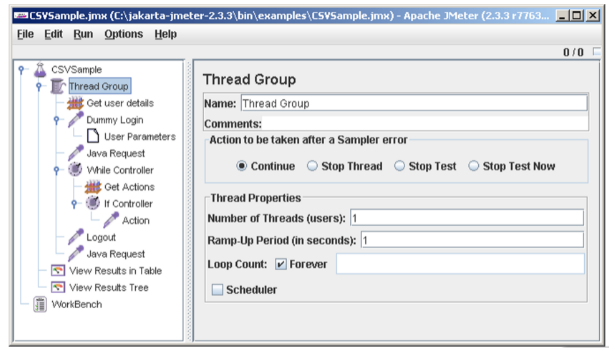 CSVSample.jmx (C:\jakarta-jmeter-2.3.3\bin\examples\CSVSample.jmx) - Apache JMeter (2.3.3 r7763...
File Edit Run Options Help
0 / 0
CSVSample
Thread Group
Get user details
Dummy Login
User Parameters
Java Request
While Controller
Get Actions
If Controller
Action
Logout
Java Request
View Results in Table
View Results Tree
WorkBench
Thread Group
Name: Thread Group
Comments:
Action to be taken after a Sampler error
Continue Stop Thread Stop Test Stop Test Now
Thread Properties
Number of Threads (users): 1
Ramp-Up Period (in seconds): 1
Loop Count: Forever
Scheduler